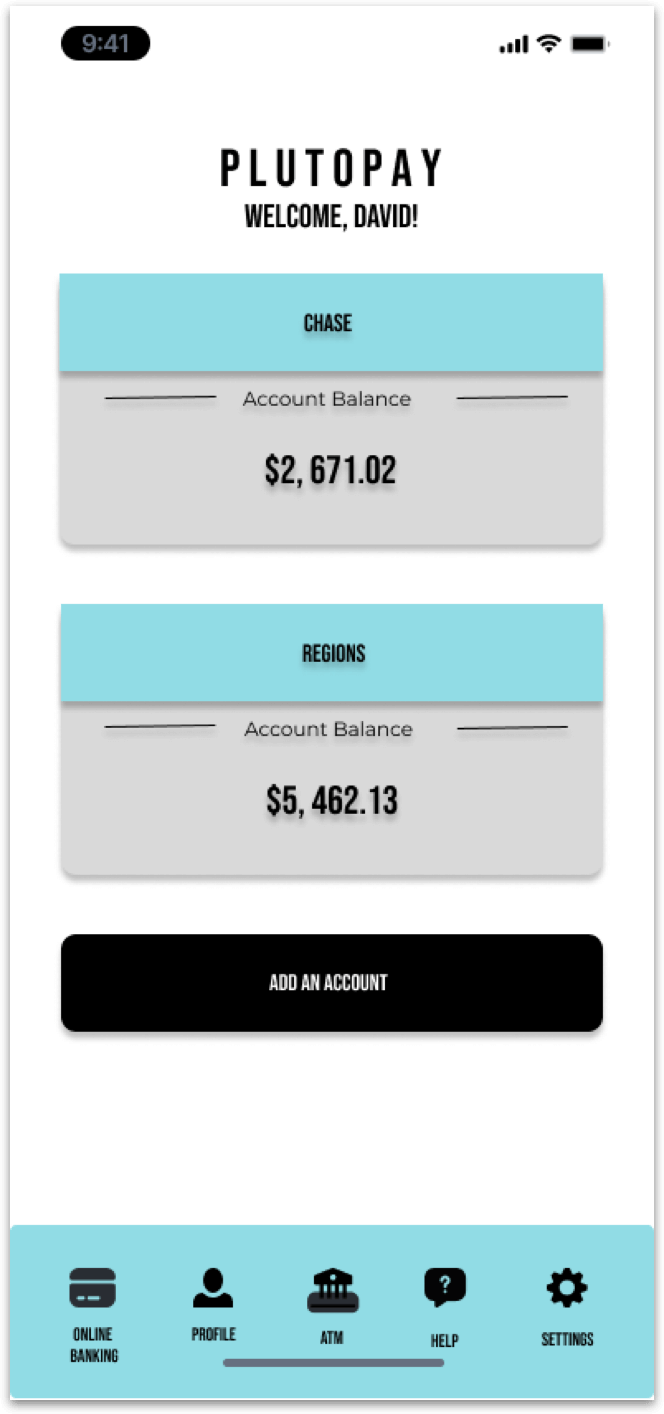 9:41
PLUTOPAY
WELCOME, DAVID!
CHASE
Account Balance
$2, 671.02
REGIONS
Account Balance
$5, 462.13
ADD AN ACCOUNT
ONLINE
BANKING
PROFILE
ATM
?
HELP
SETTINGS